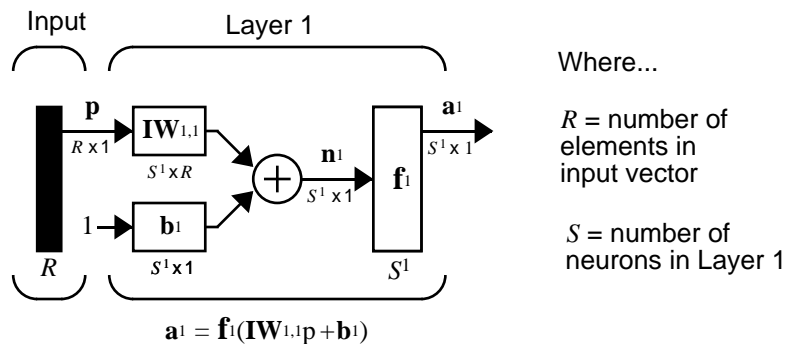 Input
Layer 1
p
R x 1
IW1,1
S1 x R
1
b1
S1 x 1
R
n1
S1 x 1
f1
S1
a1
S1 x 1
a1 = f1(IW1,1p +b1)
Where...
R = number of
elements in
input vector
S = number of
neurons in Layer 1